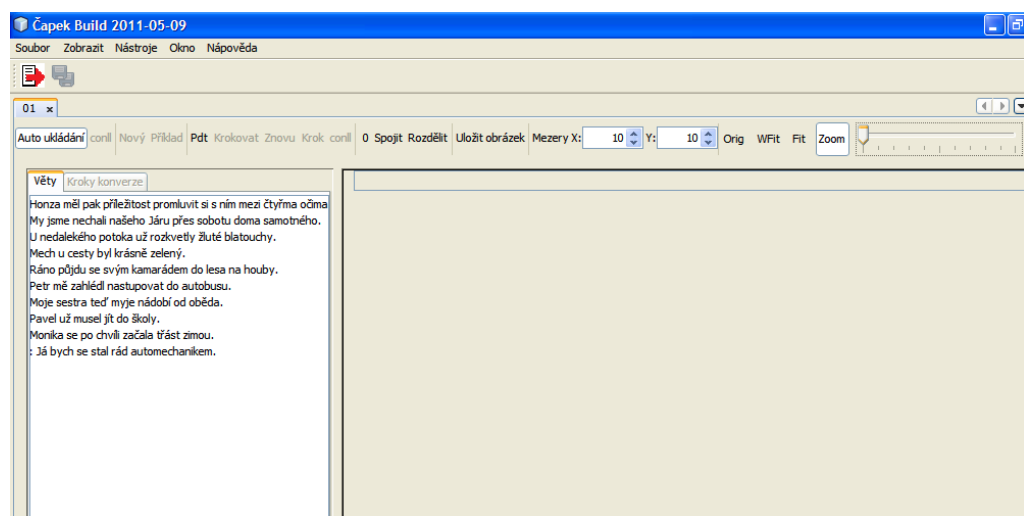 Čapek Build 2011-05-09
Soubor Zobrazit Nástroje Okno Nápověda
01
Auto ukládání conll Nový Příklad Pdt Krokovat Znovu Krok conll 0 Spojit Rozdělit Uložit obrázek Mezery X: 10 Y: 10 Orig WFit Fit Zoom
Věty Kroky konverze
Honza měl pak příležitost promluvit si s ním mezi čtyřma očima
My jsme nechali našeho Járu přes sobotu doma samotného.
U nedalekého potoka už rozkvetly žluté blatouchy.
Mech u cesty byl krásně zelený.
Ráno půjdu se svým kamarádem do lesa na houby.
Petr mě zahlédl nastupovat do autobusu.
Moje sestra teď myje nádobí od oběda.
Pavel už musel jít do školy.
Monika se po chvíli začala třást zimou.
: Já bych se stal rád automechanikem.